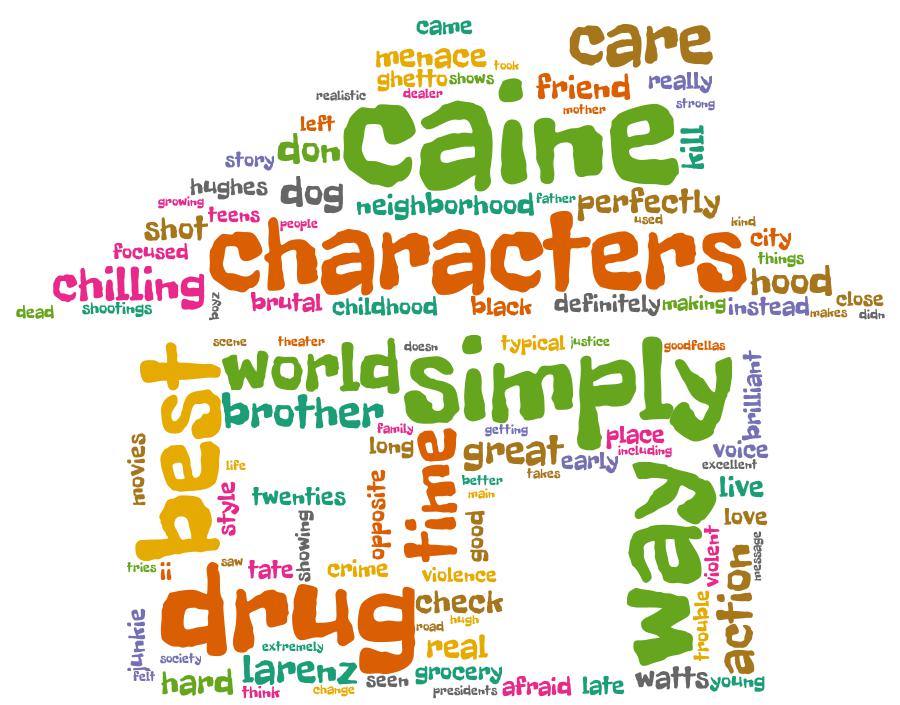 came
care
menace
took
ghetto
shows
friend
really
realistic
dealer
mother
strong
left
caine
kill
story
don
hughes
dog
neighborhood
father
perfectly
growing
teens
people
used
kind
shot
characters
city
focused
things
chilling
hood
dead
shootings
boyz
brutal
childhood
black
definitely
making
instead
makes
close
didn
scene
theater
doesn
typical
justice
goodfellas
best
world
simply
brilliant
brother
family
getting
place
movies
long
time
great
including
voice
early
life
takes
excellent
style
twenties
opposite
better
main
way
live
showing
good
love
tries
ii
saw
tate
crime
violence
violent
message
action
drug
check
junkie
road
hugh
trouble
society
extremely
real
felt
hard
larenz
seen
grocery
watts
young
think
change
presidents
afraid
late